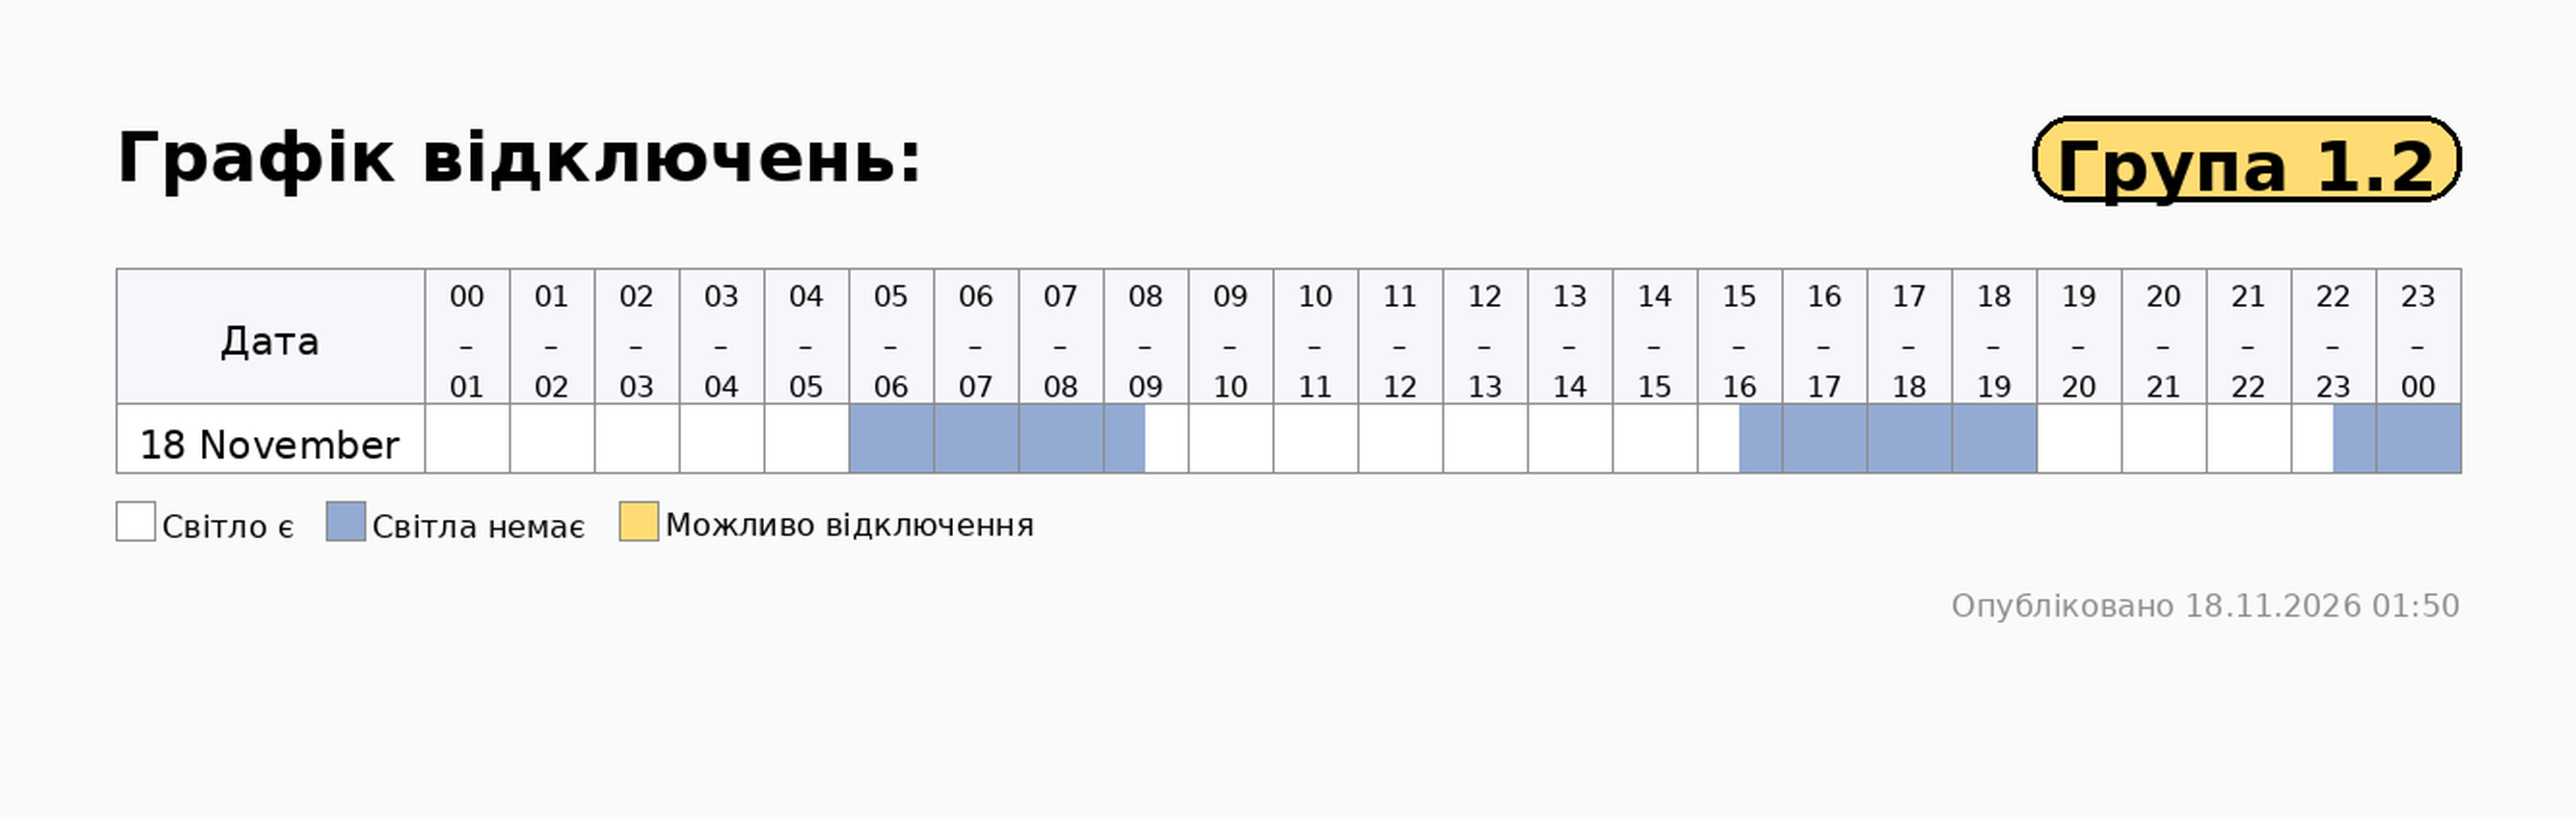 Графік відключень:
Група 1.2
Дата
00 – 01
01 – 02
02 – 03
03 – 04
04 – 05
05 – 06
06 – 07
07 – 08
08 – 09
09 – 10
10 – 11
11 – 12
12 – 13
13 – 14
14 – 15
15 – 16
16 – 17
17 – 18
18 – 19
19 – 20
20 – 21
21 – 22
22 – 23
23 – 00
18 November
Світло є
Світла немає
Можливо відключення
Опубліковано 18.11.2026 01:50